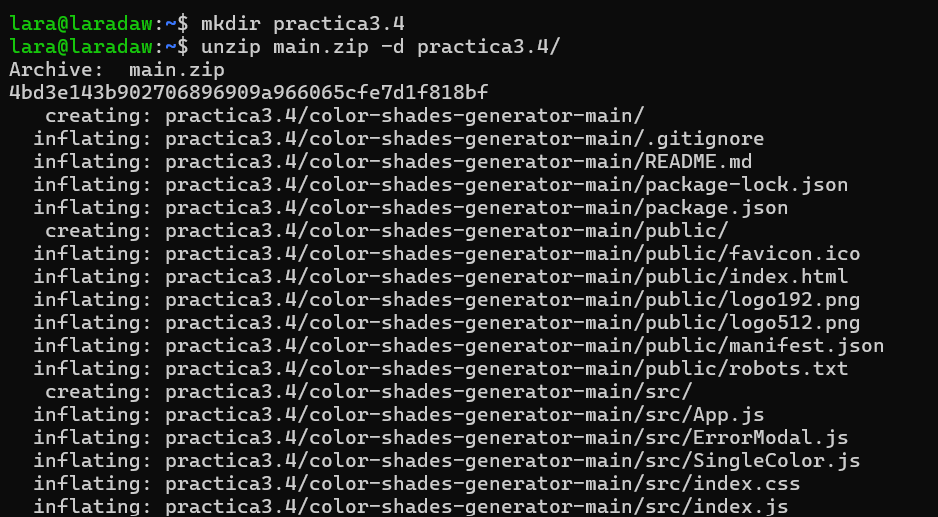 lara@laradaw:~$ mkdir practica3.4
lara@laradaw:~$ unzip main.zip -d practica3.4/
Archive:  main.zip
4bd3e143b902706896909a966065cfe7d1f818bf
   creating: practica3.4/color-shades-generator-main/
  inflating: practica3.4/color-shades-generator-main/.gitignore
  inflating: practica3.4/color-shades-generator-main/README.md
  inflating: practica3.4/color-shades-generator-main/package-lock.json
  inflating: practica3.4/color-shades-generator-main/package.json
   creating: practica3.4/color-shades-generator-main/public/
  inflating: practica3.4/color-shades-generator-main/public/favicon.ico
  inflating: practica3.4/color-shades-generator-main/public/index.html
  inflating: practica3.4/color-shades-generator-main/public/logo192.png
  inflating: practica3.4/color-shades-generator-main/public/logo512.png
  inflating: practica3.4/color-shades-generator-main/public/manifest.json
  inflating: practica3.4/color-shades-generator-main/public/robots.txt
   creating: practica3.4/color-shades-generator-main/src/
  inflating: practica3.4/color-shades-generator-main/src/App.js
  inflating: practica3.4/color-shades-generator-main/src/ErrorModal.js
  inflating: practica3.4/color-shades-generator-main/src/SingleColor.js
  inflating: practica3.4/color-shades-generator-main/src/index.css
  inflating: practica3.4/color-shades-generator-main/src/index.js